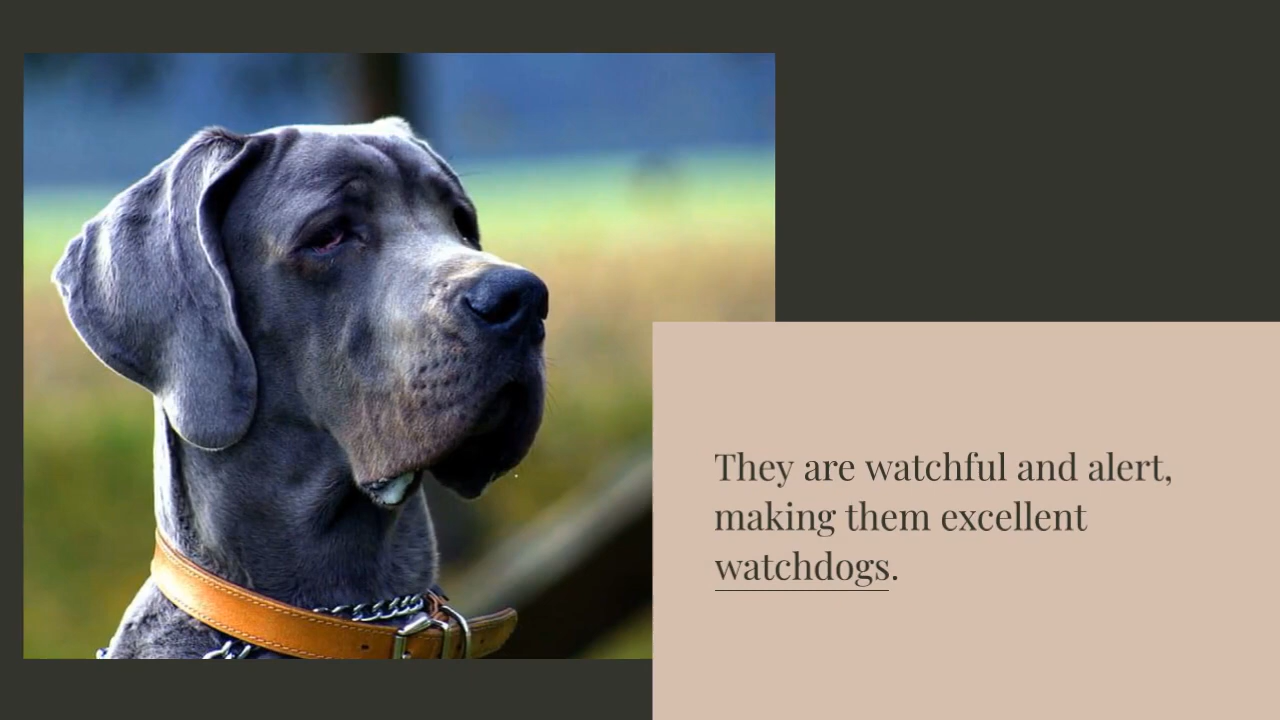 They are watchful and alert,
making them excellent
watchdogs.